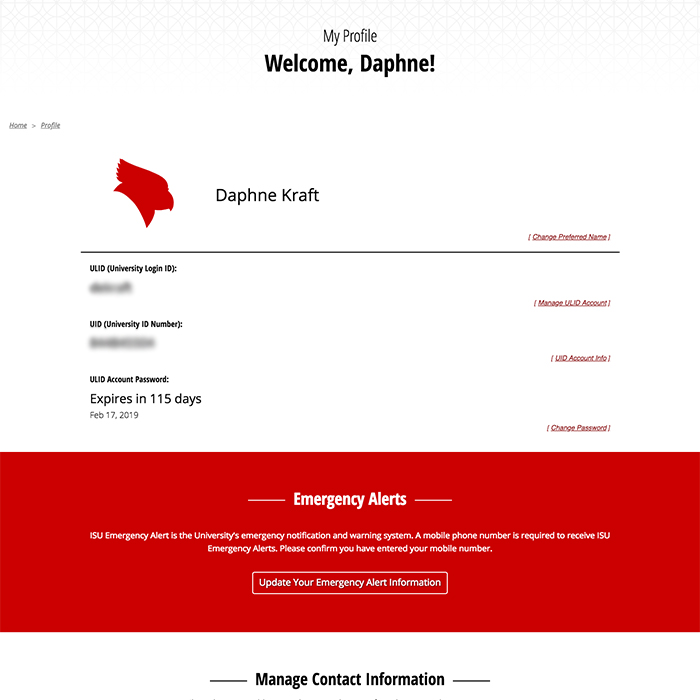 My Profile
Welcome, Daphne!
Home > Profile
Daphne Kraft
[ Change Preferred Name ]
ULID (University Login ID):
[ Manage ULID Account ]
UID (University ID Number):
[ UID Account Info ]
ULID Account Password:
Expires in 115 days
Feb 17, 2019
[ Change Password ]
Emergency Alerts
ISU Emergency Alert is the University's emergency notification and warning system. A mobile phone number is required to receive ISU
Emergency Alerts. Please confirm you have entered your mobile number.
Update Your Emergency Alert Information
Manage Contact Information